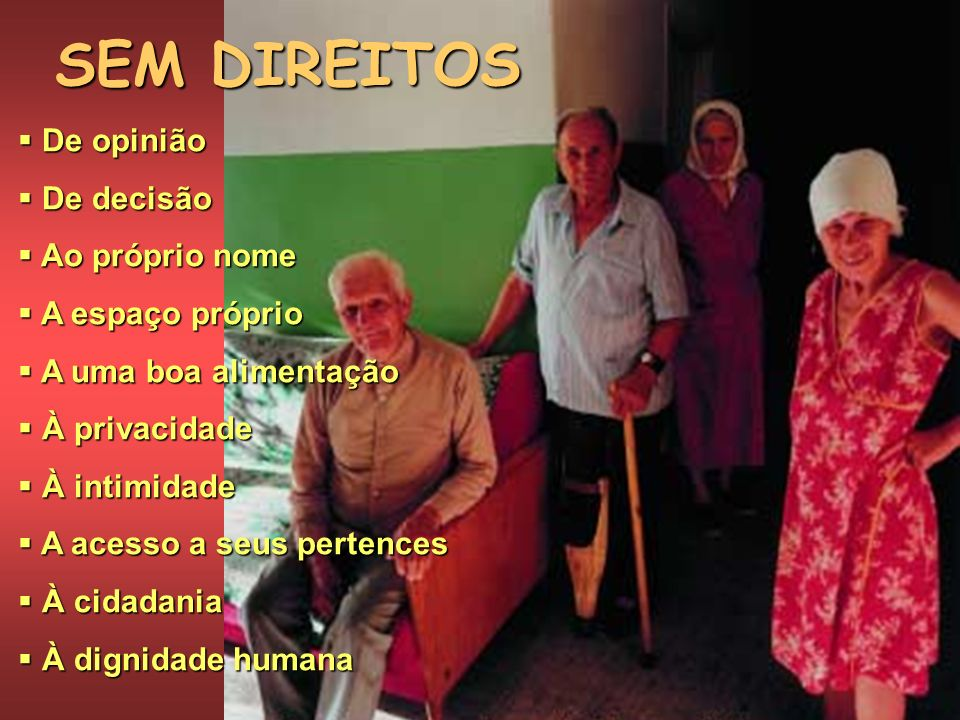 SEM DIREITOS
▪ De opinião
▪ De decisão
▪ Ao próprio nome
▪ A espaço próprio
▪ A uma boa alimentação
▪ À privacidade
▪ À intimidade
▪ A acesso a seus pertences
▪ À cidadania
▪ À dignidade humana